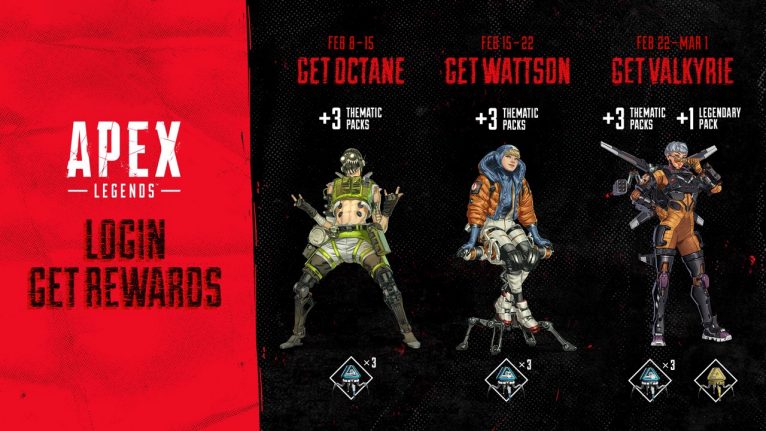 APEX
LEGENDS™
LOGIN
GET REWARDS
FEB 8-15
GET OCTANE
+3 THEMATIC
PACKS
×3
FEB 15-22
GET WATTSON
+3 THEMATIC
PACKS
×3
FEB 22-MAR 1
GET VALKYRIE
+3 THEMATIC
PACKS
+1 LEGENDARY
PACK
×3